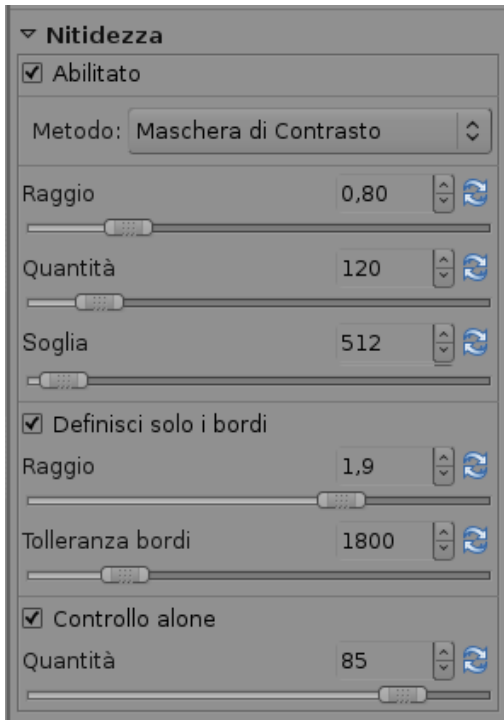 Nitidezza
Abilitato
Metodo: Maschera di Contrasto
Raggio 0,80
Quantità 120
Soglia 512
Definisci solo i bordi
Raggio 1,9
Tolleranza bordi 1800
Controllo alone
Quantità 85